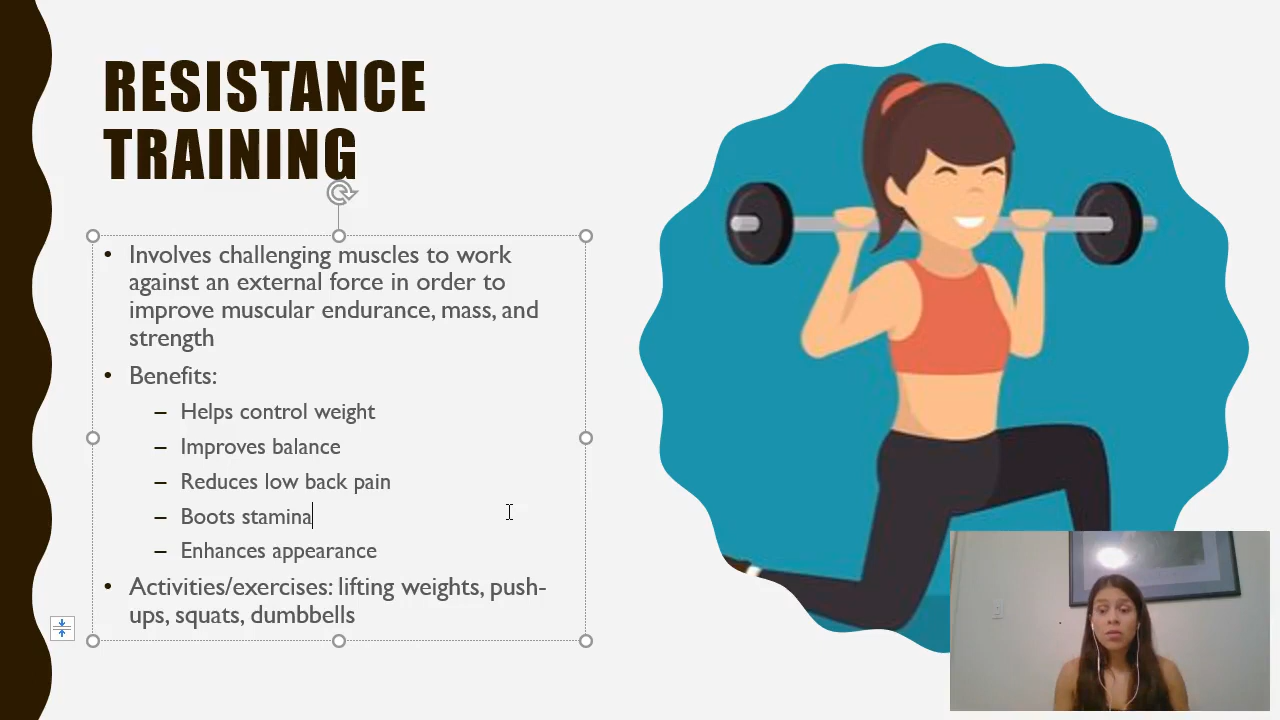 RESISTANCE
TRAINING
• Involves challenging muscles to work
against an external force in order to
improve muscular endurance, mass, and
strength
• Benefits:
– Helps control weight
– Improves balance
– Reduces low back pain
– Boots stamina
– Enhances appearance
• Activities/exercises: lifting weights, push-
ups, squats, dumbbells